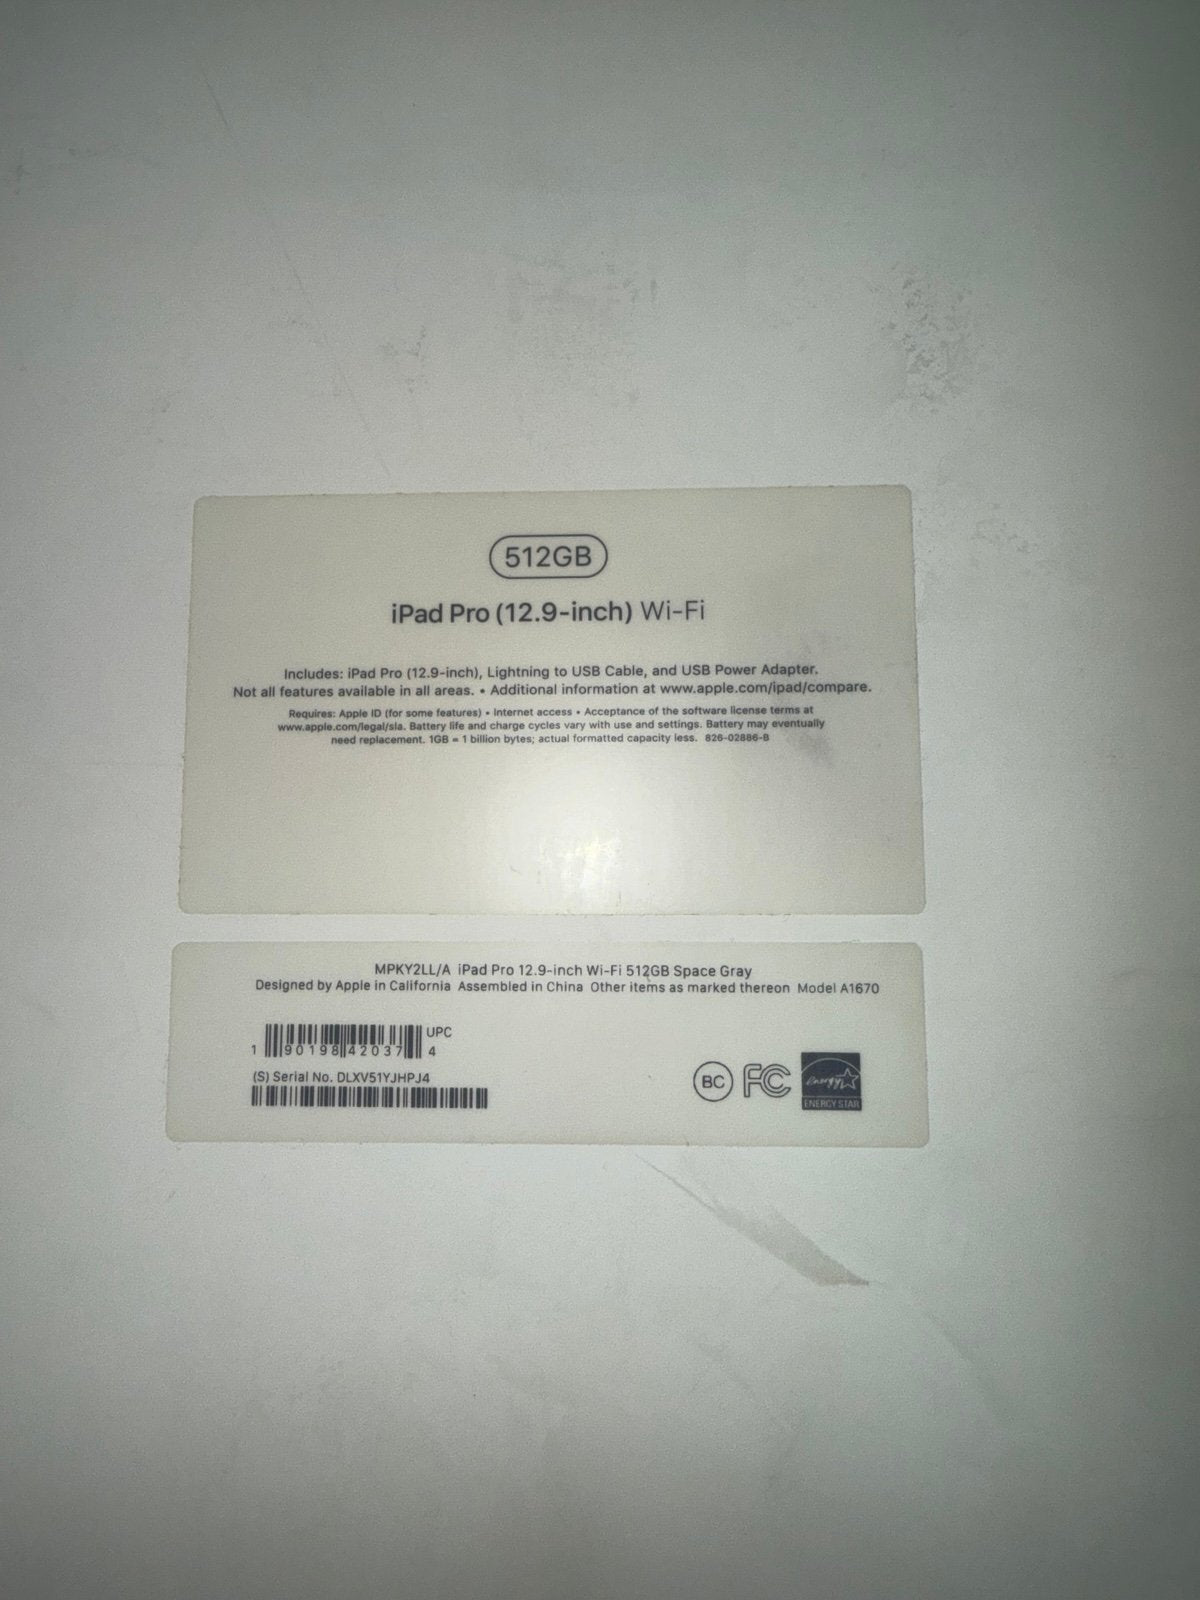 512GB
iPad Pro (12.9-inch) Wi-Fi
Includes: iPad Pro (12.9-inch), Lightning to USB Cable, and USB Power Adapter.
Not all features available in all areas. • Additional information at www.apple.com/ipad/compare.
Requires: Apple ID (for some features) • Internet access • Acceptance of the software license terms at
www.apple.com/legal/sla. Battery life and charge cycles vary with use and settings. Battery may eventually
need replacement. 1GB = 1 billion bytes; actual formatted capacity less. 826-02886-B
MPKY2LL/A iPad Pro 12.9-inch Wi-Fi 512GB Space Gray
Designed by Apple in California Assembled in China Other items as marked thereon Model A1670
UPC
1 90198 42037 4
(S) Serial No. DLXV51YJHPJ4
BC FC energy
ENERGY STAR